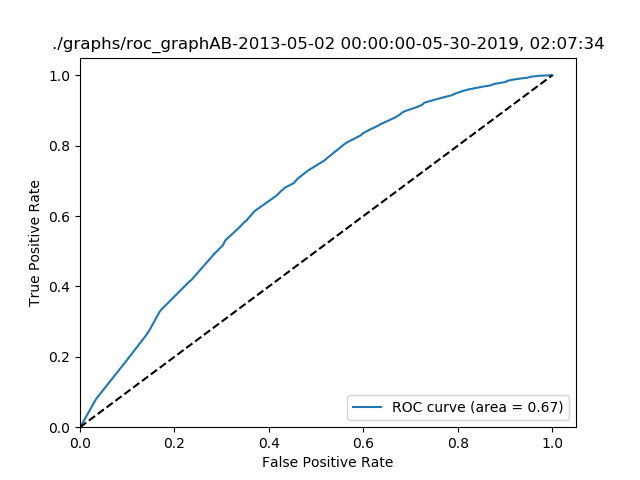 ./graphs/roc_graphAB-2013-05-02 00:00:00-05-30-2019, 02:07:34
1.0
0.8
0.6
0.4
0.2
0.0
True Positive Rate
ROC curve (area = 0.67)
0.0 0.2 0.4 0.6 0.8 1.0
False Positive Rate